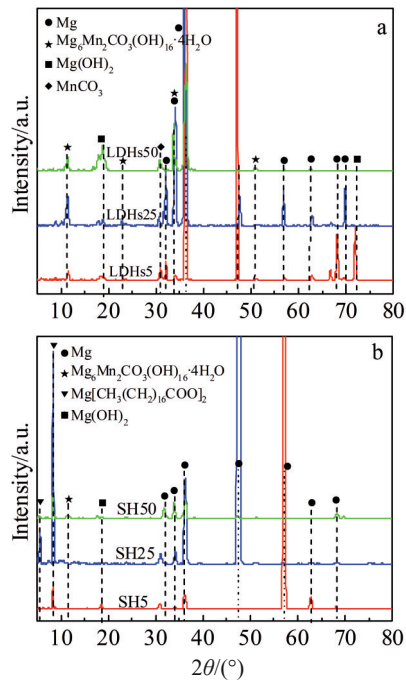 a
● Mg
★ Mg₆Mn₂CO₃(OH)₁₆·4H₂O
■ Mg(OH)₂
◆ MnCO₃
LDHs50
LDHs25
LDHs5
Intensity/a.u.
10 20 30 40 50 60 70 80
b
● Mg
★ Mg₆Mn₂CO₃(OH)₁₆·4H₂O
▼ Mg[CH₃(CH₂)₁₆COO]₂
■ Mg(OH)₂
SH50
SH25
SH5
Intensity/a.u.
10 20 30 40 50 60 70 80
2θ/(°)